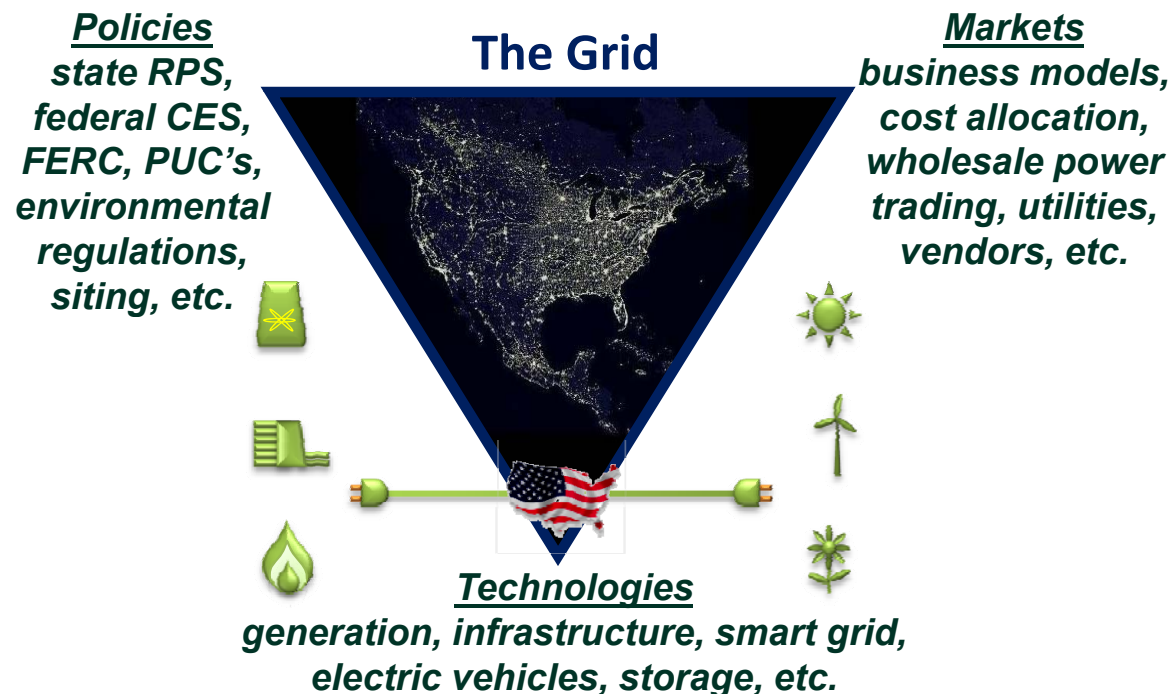 The Grid
Policies
state RPS,
federal CES,
FERC, PUC’s,
environmental
regulations,
siting, etc.
Markets
business models,
cost allocation,
wholesale power
trading, utilities,
vendors, etc.
Technologies
generation, infrastructure, smart grid,
electric vehicles, storage, etc.